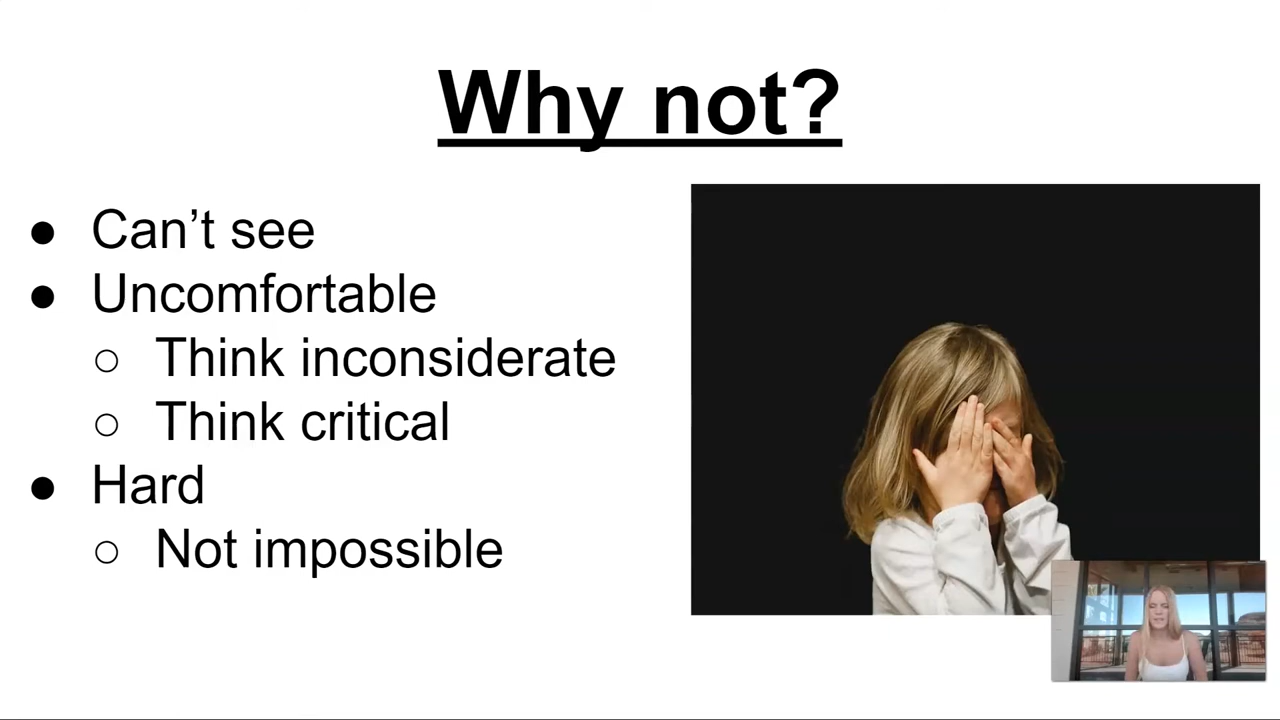 Why not?
● Can’t see
● Uncomfortable
○ Think inconsiderate
○ Think critical
● Hard
○ Not impossible